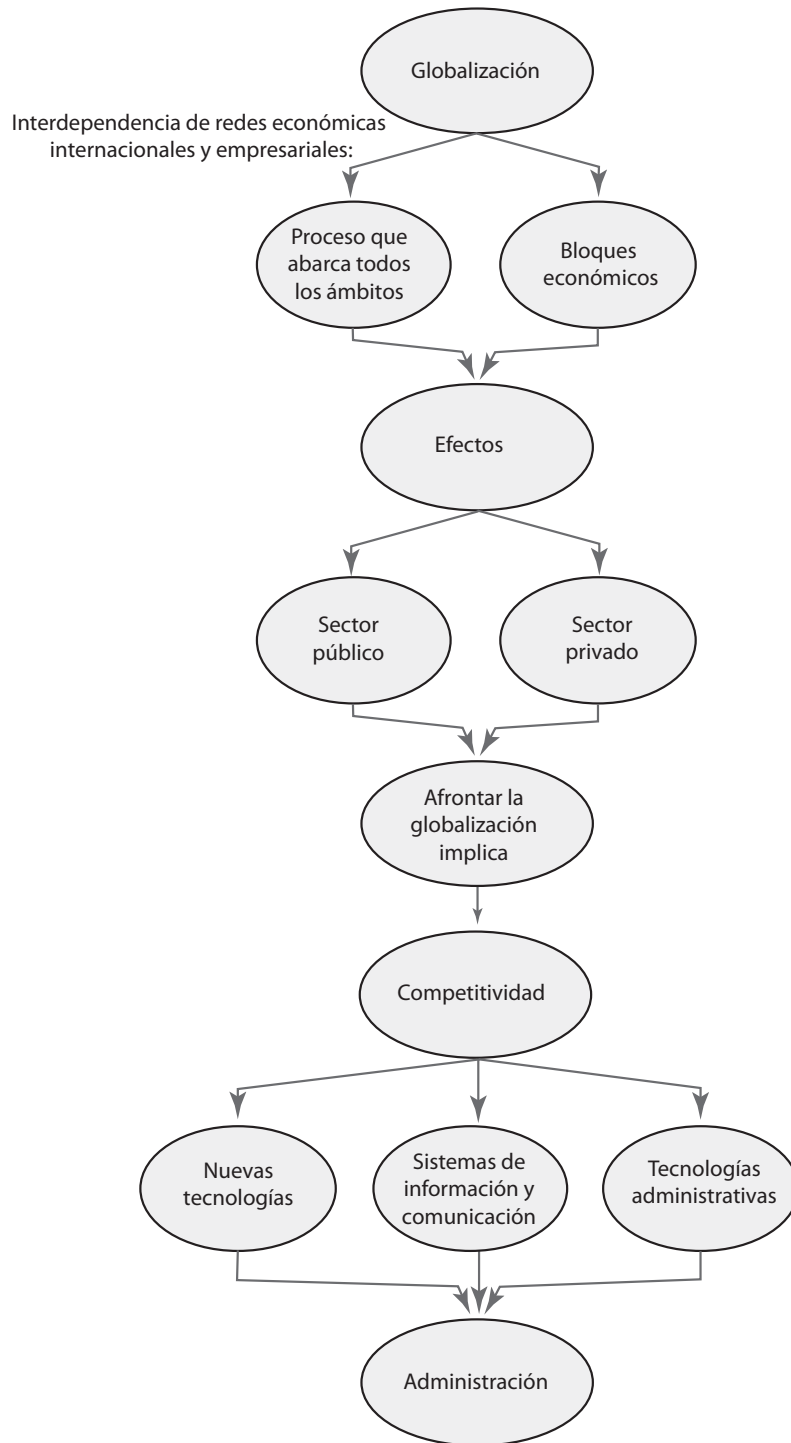 Globalización
Interdependencia de redes económicas
internacionales y empresariales:
Proceso que
abarca todos
los ámbitos
Bloques
económicos
Efectos
Sector
público
Sector
privado
Afrontar la
globalización
implica
Competitividad
Nuevas
tecnologías
Sistemas de
información y
comunicación
Tecnologías
administrativas
Administración